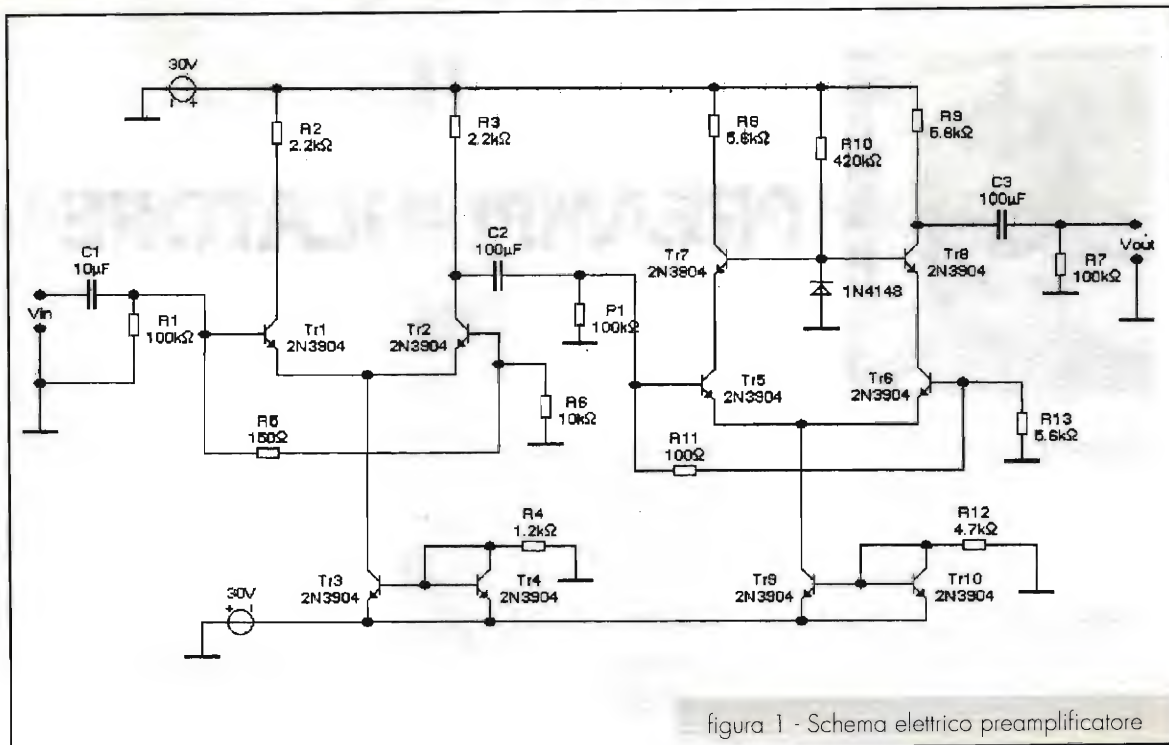 30V
R2
2.2kΩ
R3
2.2kΩ
5.6kΩ
R10
420kΩ
R9
C1
10µF
Vin
R1
100kΩ
Tr1
2N3904
Tr2
2N3904
C2
100µF
P1
100kΩ
Tr7
2N3904
1N4148
Tr8
2N3904
C3
100µF
R7
100kΩ
Vout
R5
150Ω
R6
10kΩ
Tr5
2N3904
Tr6
2N3904
R13
5.6kΩ
R11
100Ω
R4
1.2kΩ
R12
4.7kΩ
30V
Tr3
2N3904
Tr4
2N3904
Tr9
2N3904
Tr10
2N3904
figura 1 - Schema elettrico preamplificatore